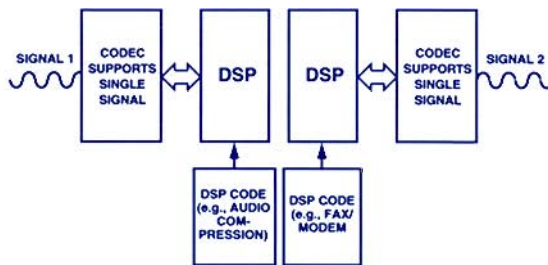 SIGNAL 1
CODEC
SUPPORTS
SINGLE
SIGNAL
DSP
DSP
CODEC
SUPPORTS
SINGLE
SIGNAL
SIGNAL 2
DSP CODE
(e.g., AUDIO
COM-
PRESSION)
DSP CODE
(e.g., FAX/
MODEM